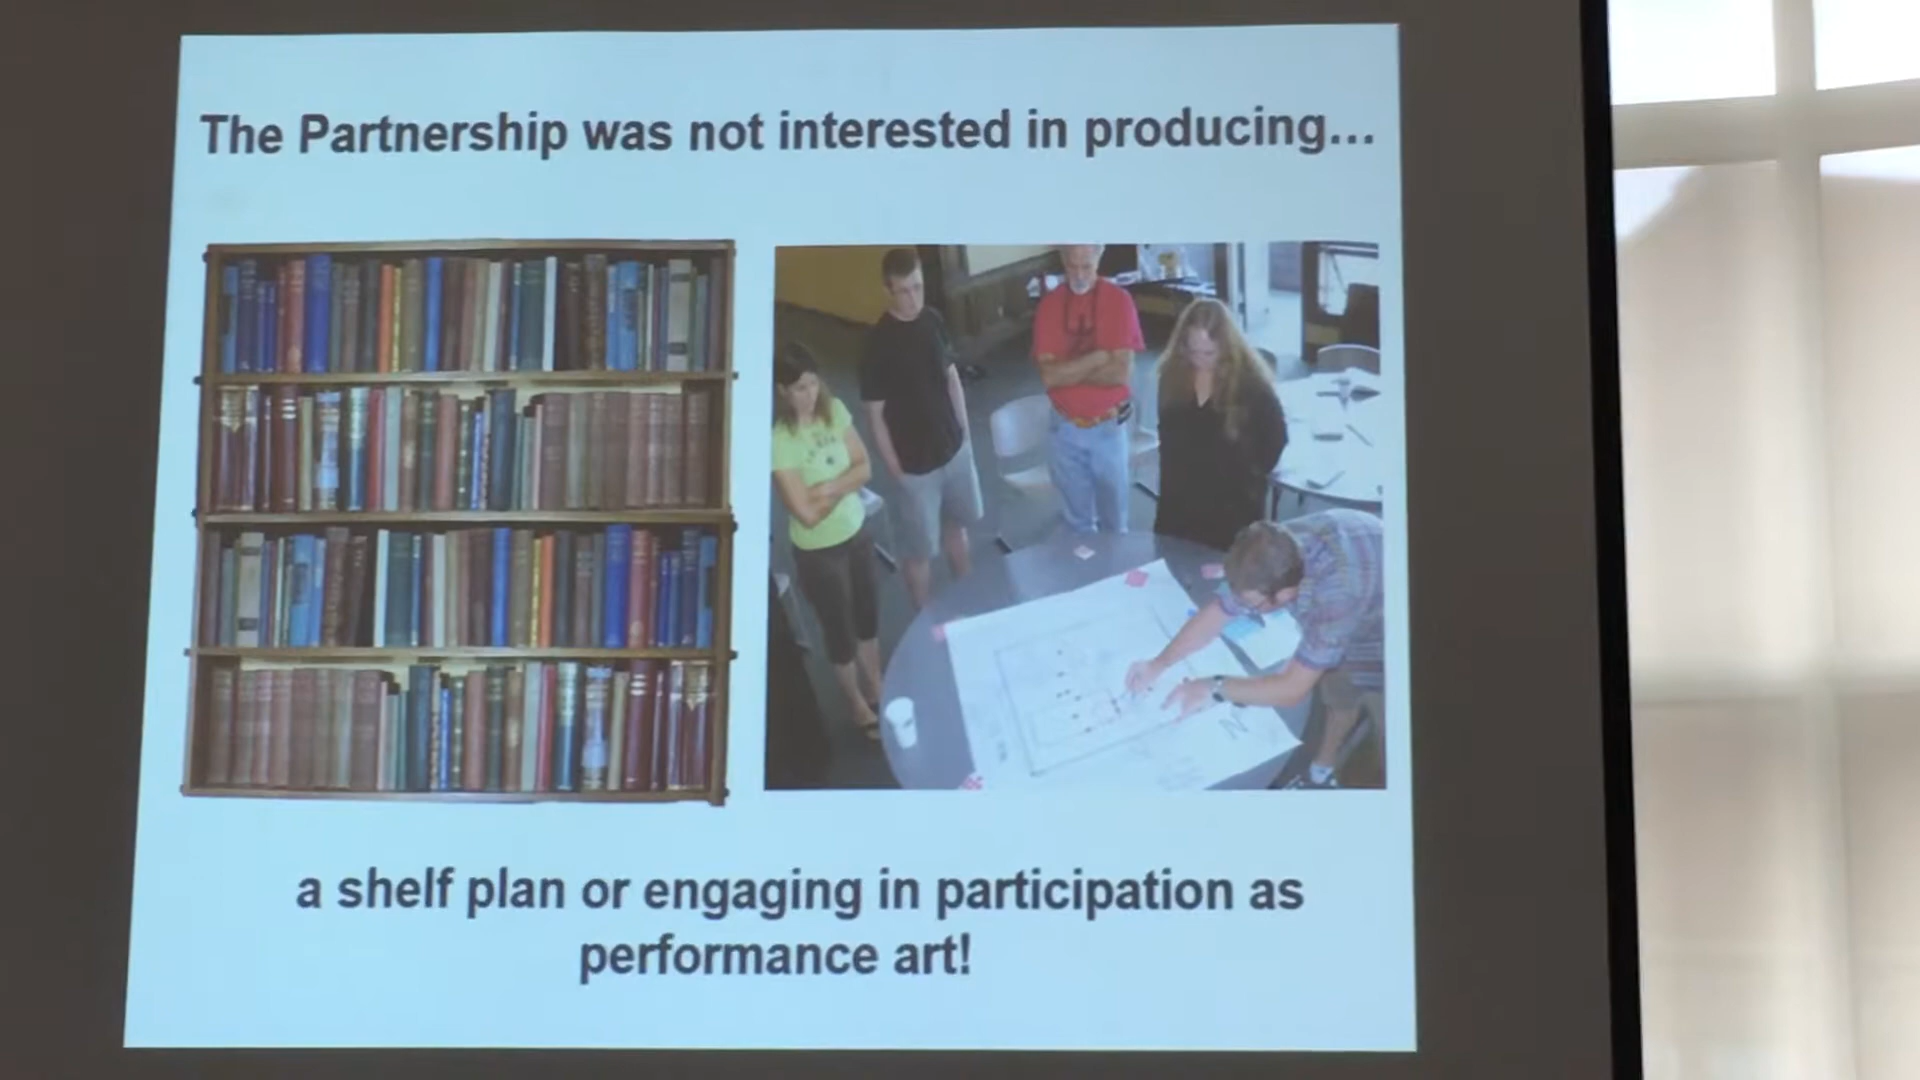 The Partnership was not interested in producing...
a shelf plan or engaging in participation as
performance art!